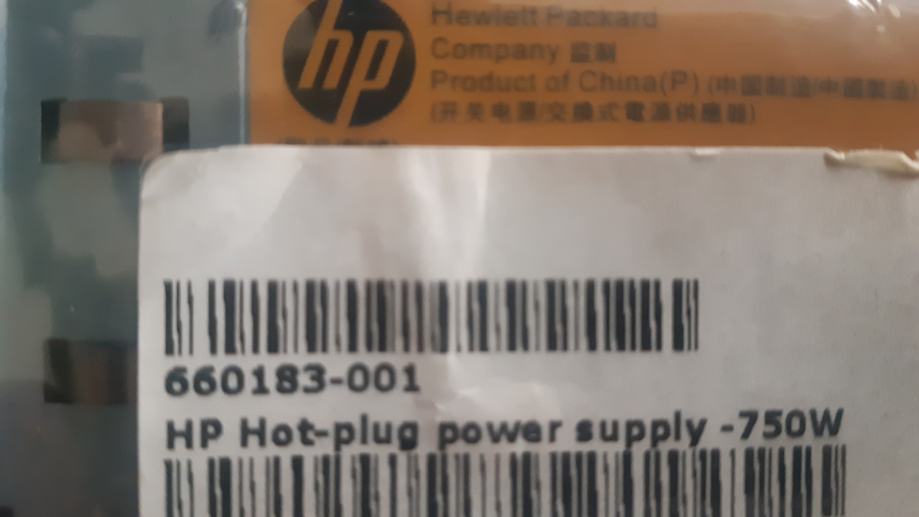 hp
Hewlett Packard
Company 监制
Product of China(P) (中国制造/中國製造)
(开关电源/交換式電源供應器)
660183-001
HP Hot-plug power supply -750W